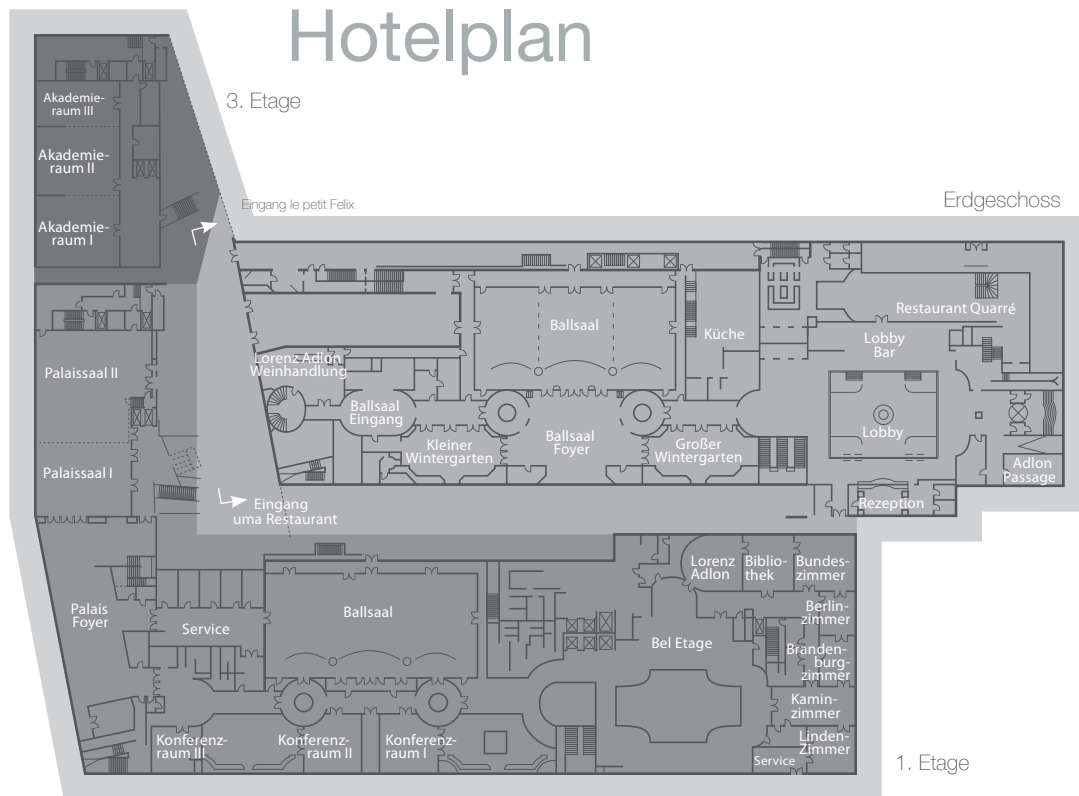 Hotelplan
3. Etage
Akademie-
raum III
Akademie-
raum II
Akademie-
raum I
Eingang le petit Felix
Erdgeschoss
Restaurant Quarré
Ballsaal
Küche
Lobby
Bar
Lorenz Adlon
Weinhandlung
Ballsaal
Eingang
Kleiner
Wintergarten
Ballsaal
Foyer
Großer
Wintergarten
Lobby
Adlon
Passage
Rezeption
Palaissaal II
Palaissaal I
Eingang
uma Restaurant
Palais
Foyer
Service
Ballsaal
Bel Etage
Lorenz
Adlon
Biblio-
thek
Bundes-
zimmer
Berlin-
zimmer
Branden-
burg-
zimmer
Kamin-
zimmer
Linden-
Zimmer
Service
Konferenz-
raum III
Konferenz-
raum II
Konferenz-
raum I
1. Etage